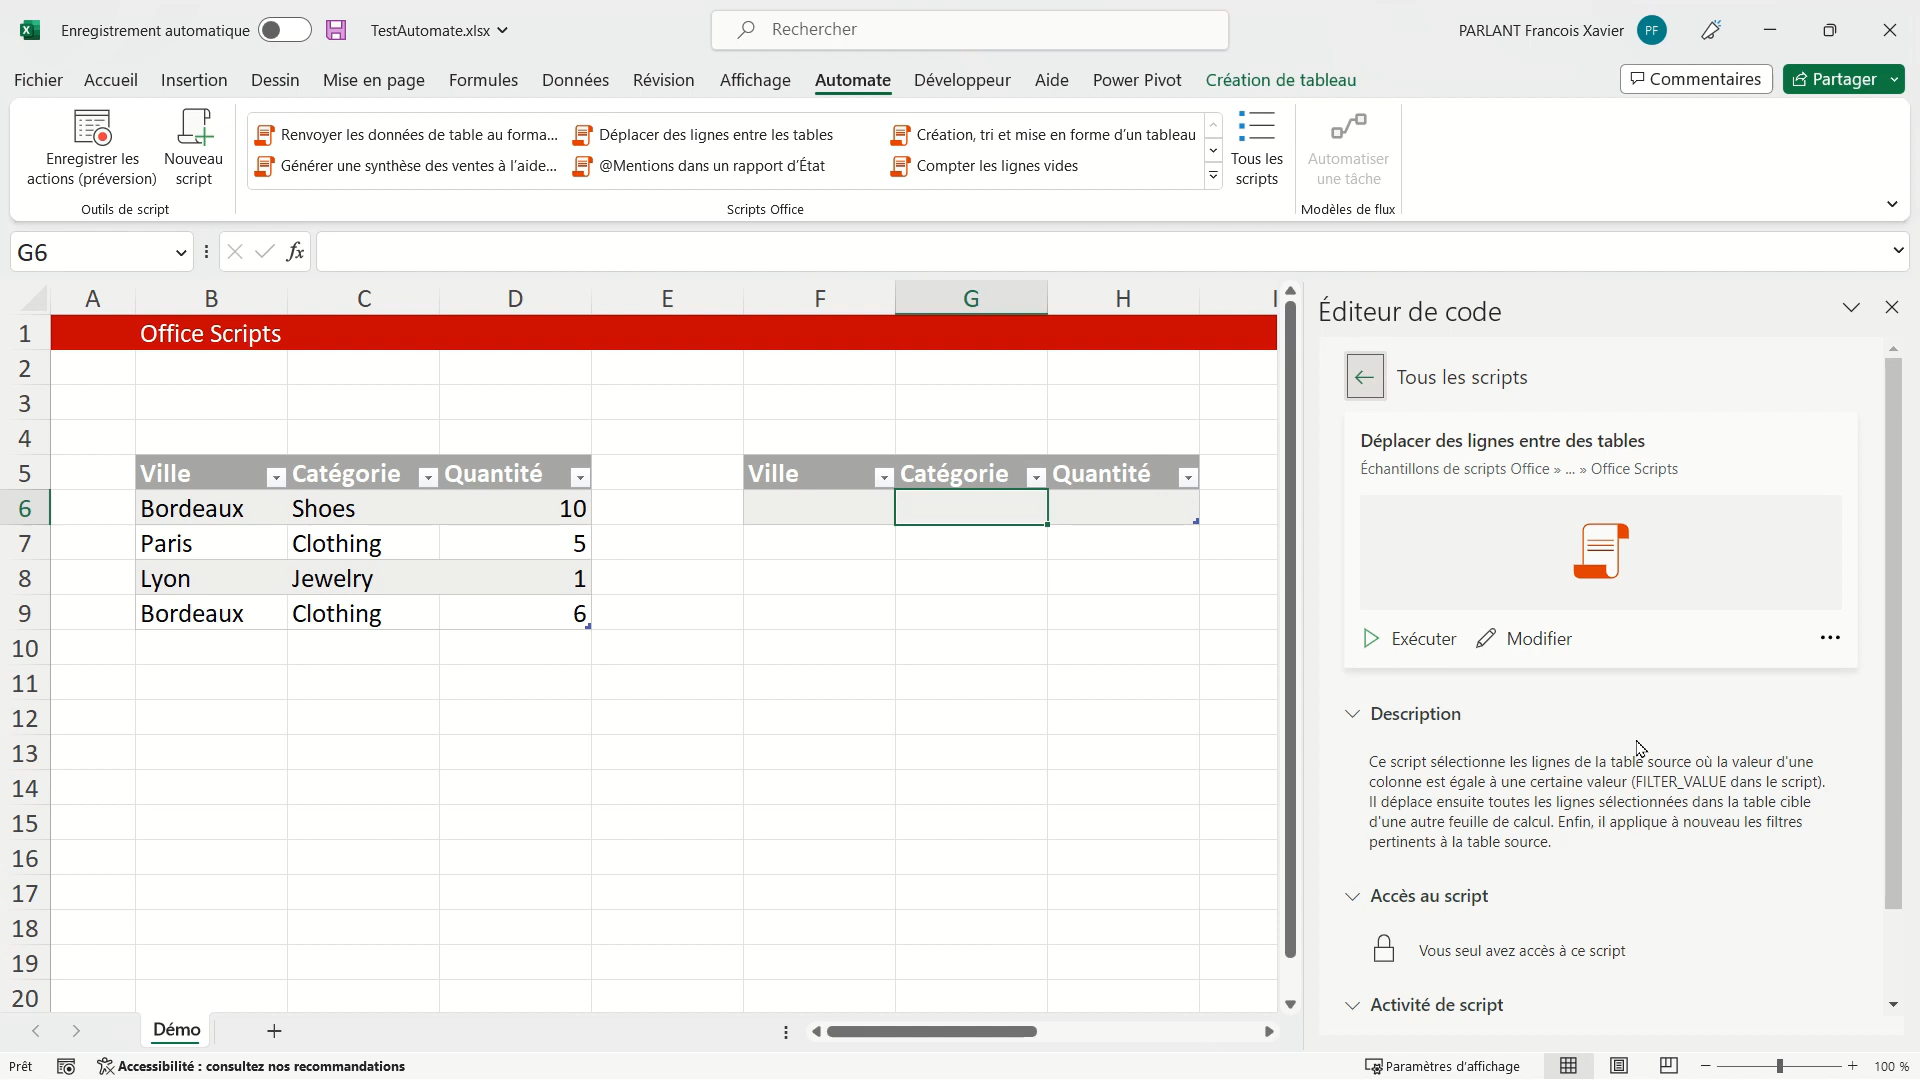 Enregistrement automatique
TestAutomate.xlsx
Rechercher
PARLANT Francois Xavier
PF
Fichier Accueil Insertion Dessin Mise en page Formules Données Révision Affichage Automate Développeur Aide Power Pivot Création de tableau
Commentaires
Partager
Enregistrer les
actions (préversion)
Nouveau
script
Outils de script
Renvoyer les données de table au forma...
Déplacer des lignes entre les tables
Création, tri et mise en forme d'un tableau
Générer une synthèse des ventes à l'aide...
@Mentions dans un rapport d'État
Compter les lignes vides
Scripts Office
Tous les
scripts
Automatiser
une tâche
Modèles de flux
G6
fx
A B C D E F G H I
1 Office Scripts
2
3
4
5 Ville Catégorie Quantité Ville Catégorie Quantité
6 Bordeaux Shoes 10
7 Paris Clothing 5
8 Lyon Jewelry 1
9 Bordeaux Clothing 6
10
11
12
13
14
15
16
17
18
19
20
Éditeur de code
Tous les scripts
Déplacer des lignes entre des tables
Échantillons de scripts Office » ... » Office Scripts
Exécuter
Modifier
Description
Ce script sélectionne les lignes de la table source où la valeur d'une
colonne est égale à une certaine valeur (FILTER_VALUE dans le script).
Il déplace ensuite toutes les lignes sélectionnées dans la table cible
d'une autre feuille de calcul. Enfin, il applique à nouveau les filtres
pertinents à la table source.
Accès au script
Vous seul avez accès à ce script
Activité de script
Démo
Prêt
Accessibilité : consultez nos recommandations
Paramètres d'affichage
100 %